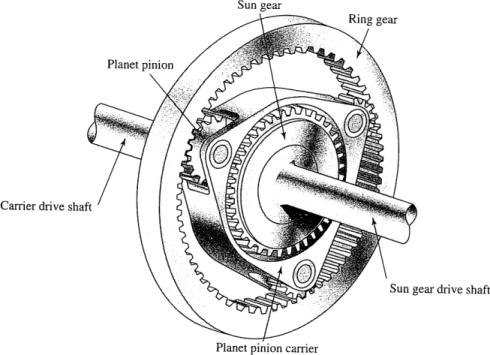 Sun gear
Ring gear
Planet pinion
Carrier drive shaft
Sun gear drive shaft
Planet pinion carrier